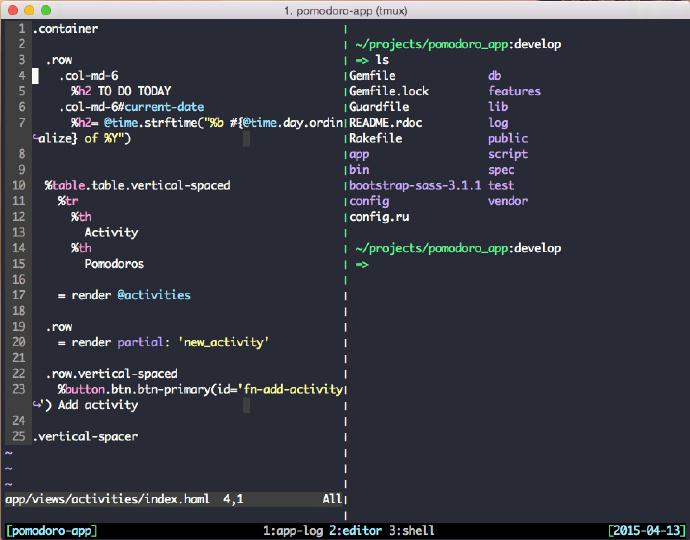 1. pomodoro-app (tmux)
1 .container
2
3 .row
4 .col-md-6
5 %h2 TO DO TODAY
6 .col-md-6#current-date
7 %h2= @time.strftime("%b #{@time.day.ordin
↪alize} of %Y")
8
9
10 %table.table.vertical-spaced
11 %tr
12 %th
13 Activity
14 %th
15 Pomodoros
16
17 = render @activities
18
19 .row
20 = render partial: 'new_activity'
21
22 .row.vertical-spaced
23 %button.btn.btn-primary(id='fn-add-activity
↪') Add activity
24
25 .vertical-spacer
~
~
~
app/views/activities/index.haml 4,1 All
~/projects/pomodoro_app:develop
=> ls
Gemfile db
Gemfile.lock features
Guardfile lib
README.rdoc log
Rakefile public
app script
bin spec
bootstrap-sass-3.1.1 test
config vendor
config.ru
~/projects/pomodoro_app:develop
=>
[pomodoro-app] 1:app-log 2:editor 3:shell [2015-04-13]